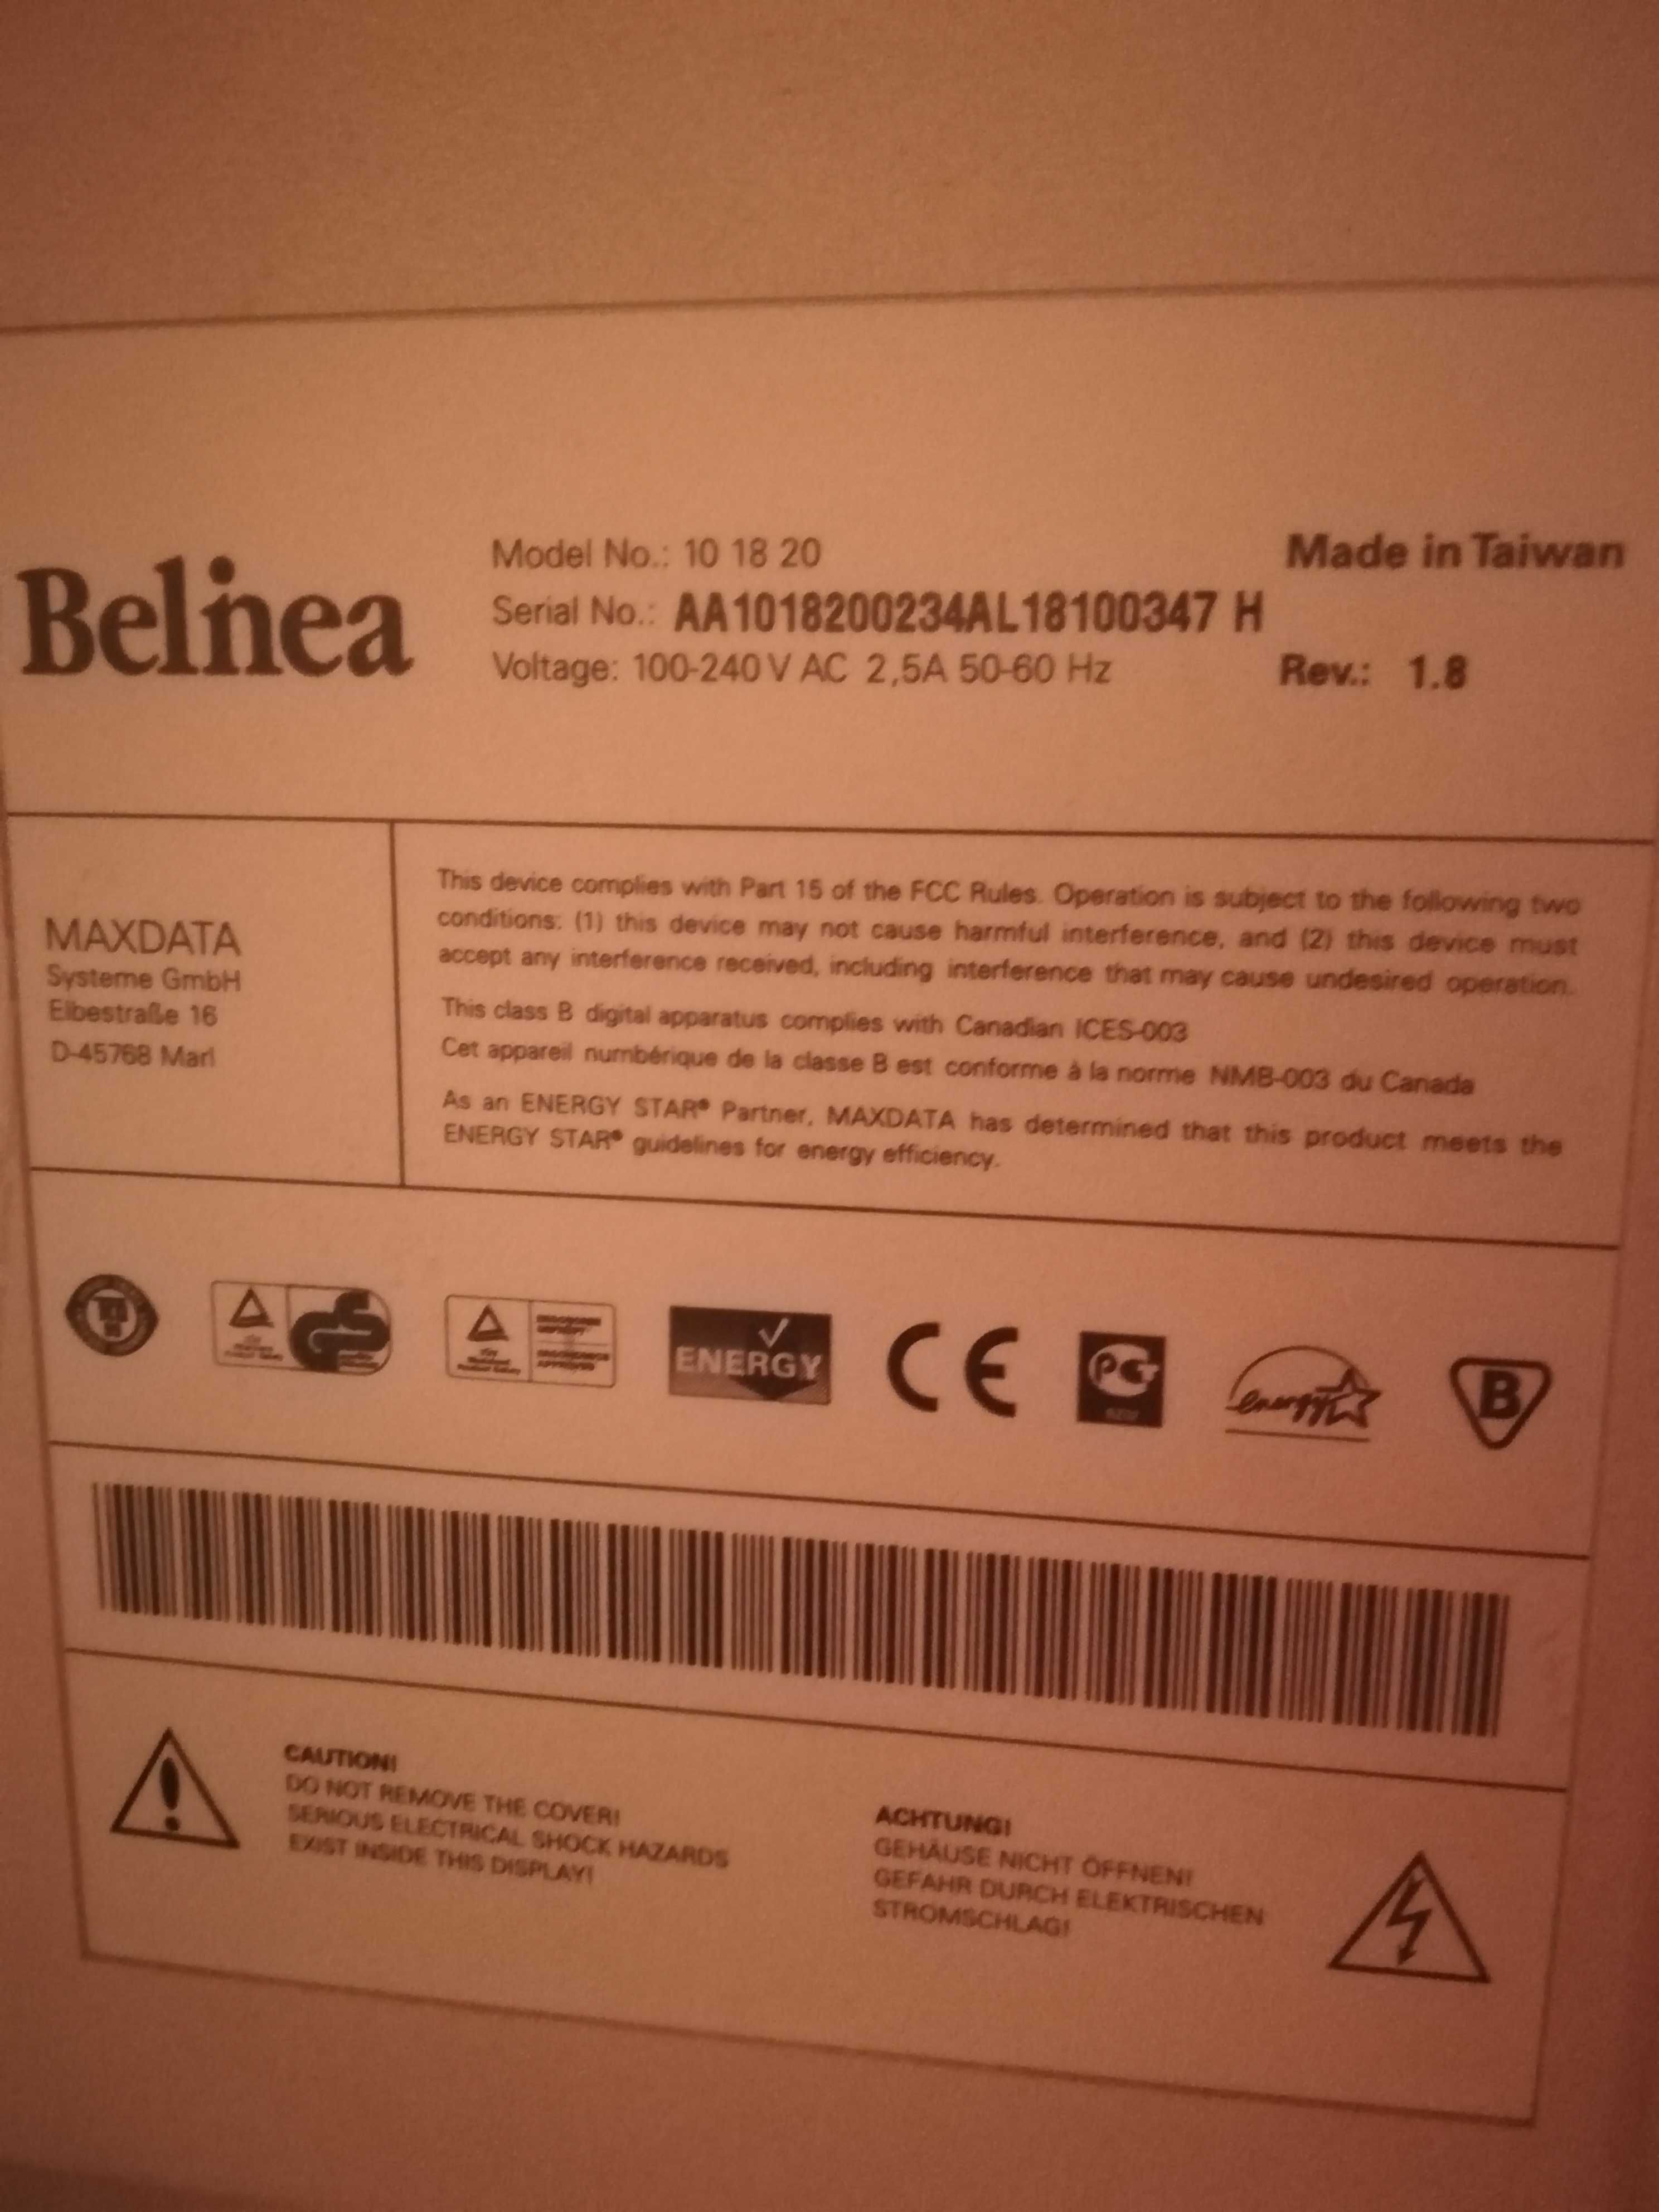 Belinea
Model No.: 10 18 20
Made in Taiwan
Serial No.: AA1018200234AL18100347 H
Voltage: 100-240 V AC 2,5A 50-60 Hz
Rev.: 1.8
MAXDATA
Systeme GmbH
Elbestraße 16
D-45768 Marl
This device complies with Part 15 of the FCC Rules. Operation is subject to the following two
conditions: (1) this device may not cause harmful interference, and (2) this device must
accept any interference received, including interference that may cause undesired operation.
This class B digital apparatus complies with Canadian ICES-003
Cet appareil numbérique de la classe B est conforme à la norme NMB-003 du Canada
As an ENERGY STAR® Partner, MAXDATA has determined that this product meets the
ENERGY STAR® guidelines for energy efficiency.
ENERGY
CE
energy
B
CAUTION!
DO NOT REMOVE THE COVER!
SERIOUS ELECTRICAL SHOCK HAZARDS
EXIST INSIDE THIS DISPLAY!
ACHTUNG!
GEHÄUSE NICHT ÖFFNEN!
GEFAHR DURCH ELEKTRISCHEN
STROMSCHLAG!